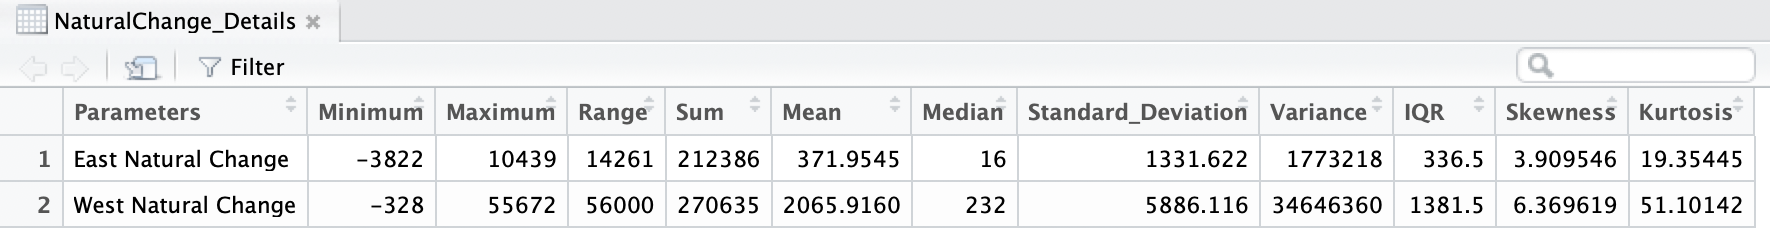 NaturalChange_Details
Filter
Parameters Minimum Maximum Range Sum Mean Median Standard_Deviation Variance IQR Skewness Kurtosis
1 East Natural Change -3822 10439 14261 212386 371.9545 16 1331.622 1773218 336.5 3.909546 19.35445
2 West Natural Change -328 55672 56000 270635 2065.9160 232 5886.116 34646360 1381.5 6.369619 51.10142